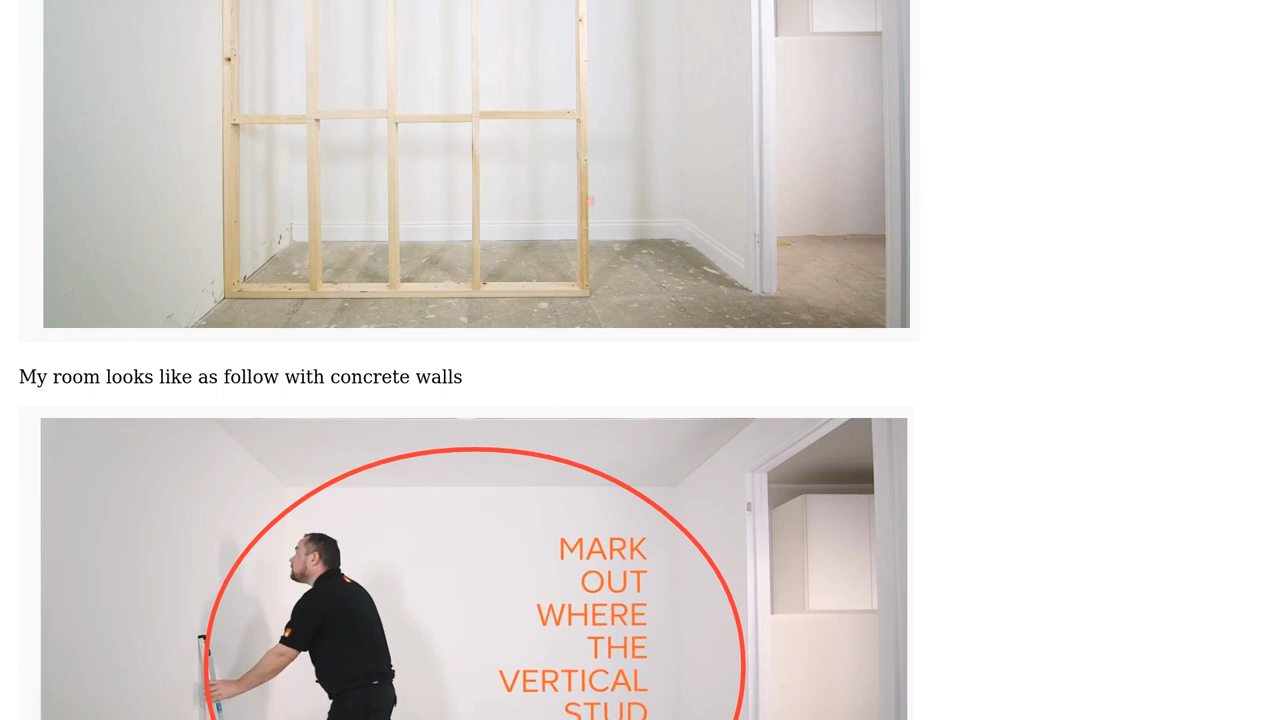 My room looks like as follow with concrete walls
MARK
OUT
WHERE
THE
VERTICAL
STUD